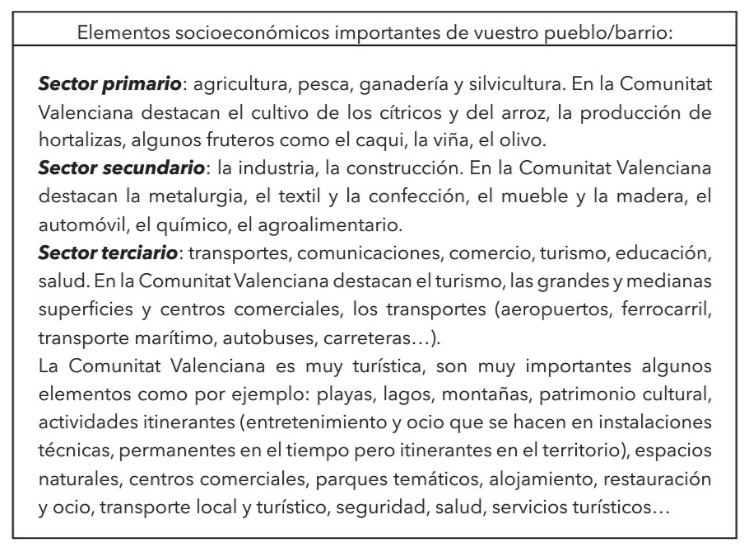 Elementos socioeconómicos importantes de vuestro pueblo/barrio:
Sector primario: agricultura, pesca, ganadería y silvicultura. En la Comunitat
Valenciana destacan el cultivo de los cítricos y del arroz, la producción de
hortalizas, algunos fruteros como el caqui, la viña, el olivo.
Sector secundario: la industria, la construcción. En la Comunitat Valenciana
destacan la metalurgia, el textil y la confección, el mueble y la madera, el
automóvil, el químico, el agroalimentario.
Sector terciario: transportes, comunicaciones, comercio, turismo, educación,
salud. En la Comunitat Valenciana destacan el turismo, las grandes y medianas
superficies y centros comerciales, los transportes (aeropuertos, ferrocarril,
transporte marítimo, autobuses, carreteras…).
La Comunitat Valenciana es muy turística, son muy importantes algunos
elementos como por ejemplo: playas, lagos, montañas, patrimonio cultural,
actividades itinerantes (entretenimiento y ocio que se hacen en instalaciones
técnicas, permanentes en el tiempo pero itinerantes en el territorio), espacios
naturales, centros comerciales, parques temáticos, alojamiento, restauración
y ocio, transporte local y turístico, seguridad, salud, servicios turísticos…